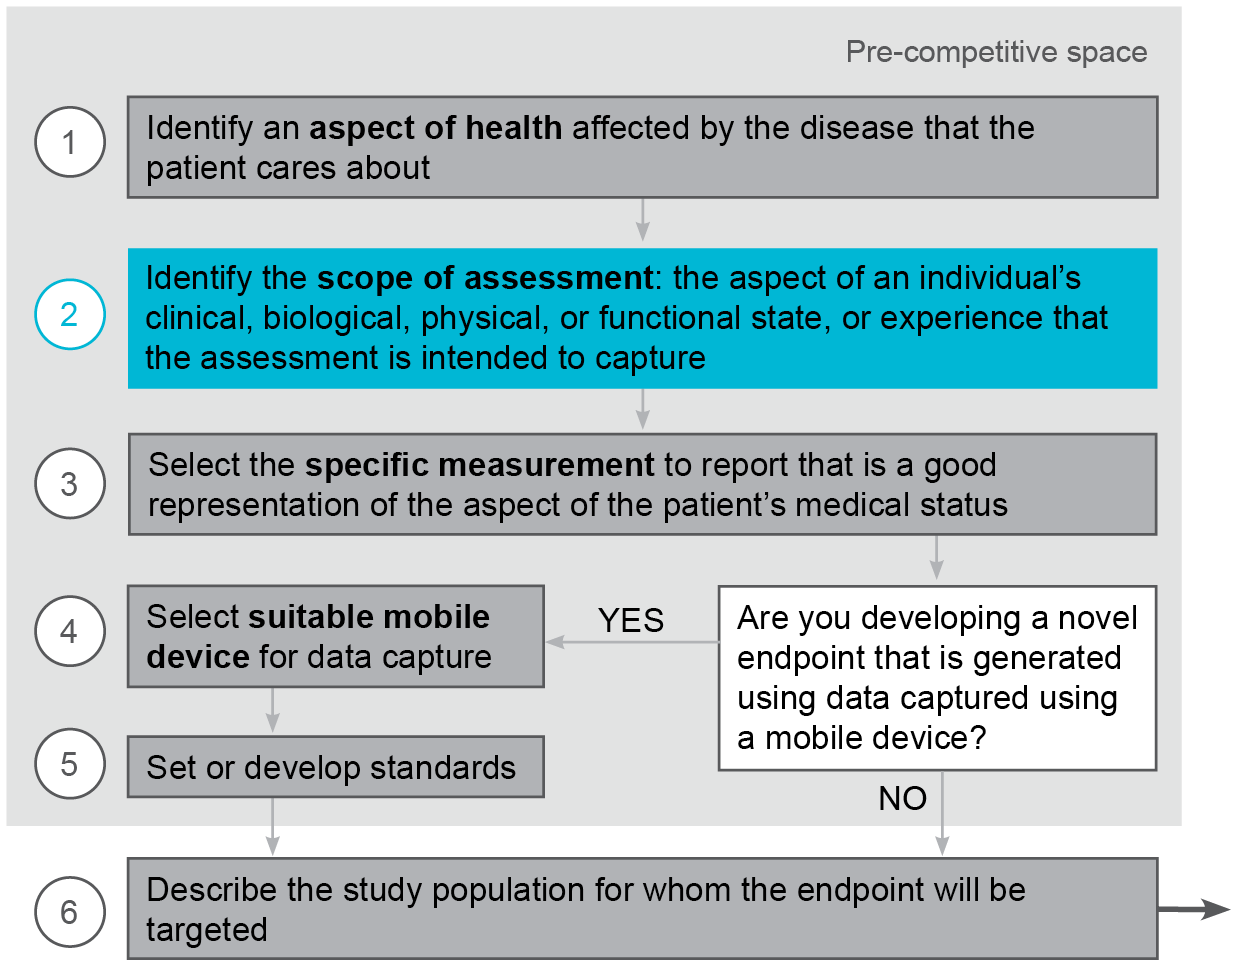 Pre-competitive space
1
Identify an aspect of health affected by the disease that the
patient cares about
2
Identify the scope of assessment: the aspect of an individual’s
clinical, biological, physical, or functional state, or experience that
the assessment is intended to capture
3
Select the specific measurement to report that is a good
representation of the aspect of the patient’s medical status
4
Select suitable mobile
device for data capture
YES
Are you developing a novel
endpoint that is generated
using data captured using
a mobile device?
5
Set or develop standards
NO
6
Describe the study population for whom the endpoint will be
targeted